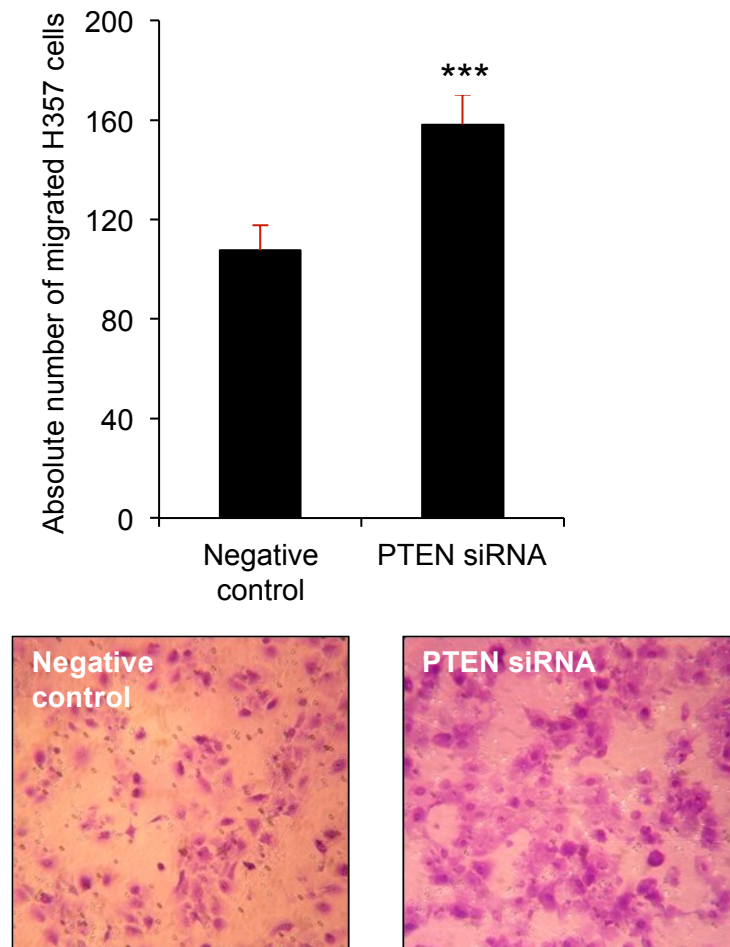 Absolute number of migrated H357 cells
200
160
120
80
40
0
***
Negative
control
PTEN siRNA
Negative
control
PTEN siRNA